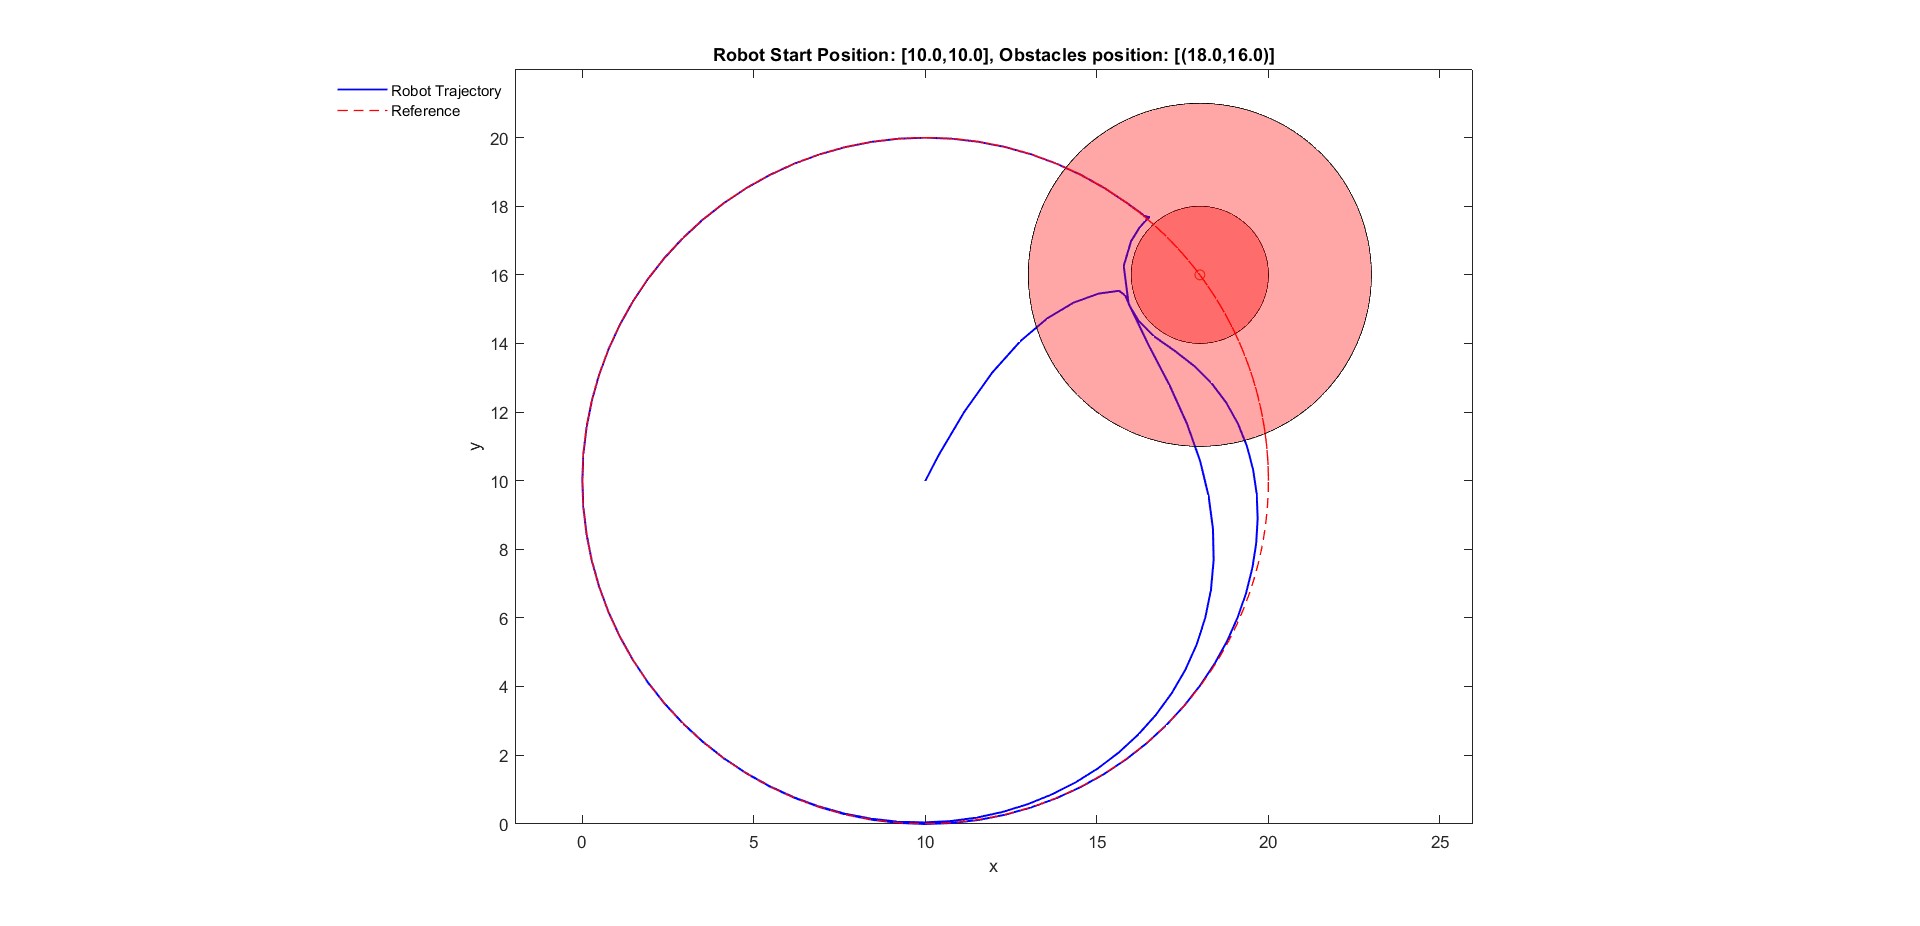 Robot Start Position: [10.0,10.0], Obstacles position: [(18.0,16.0)]
Robot Trajectory
Reference
20
18
16
14
12
10
8
6
4
2
0
y
0 5 10 15 20 25
x